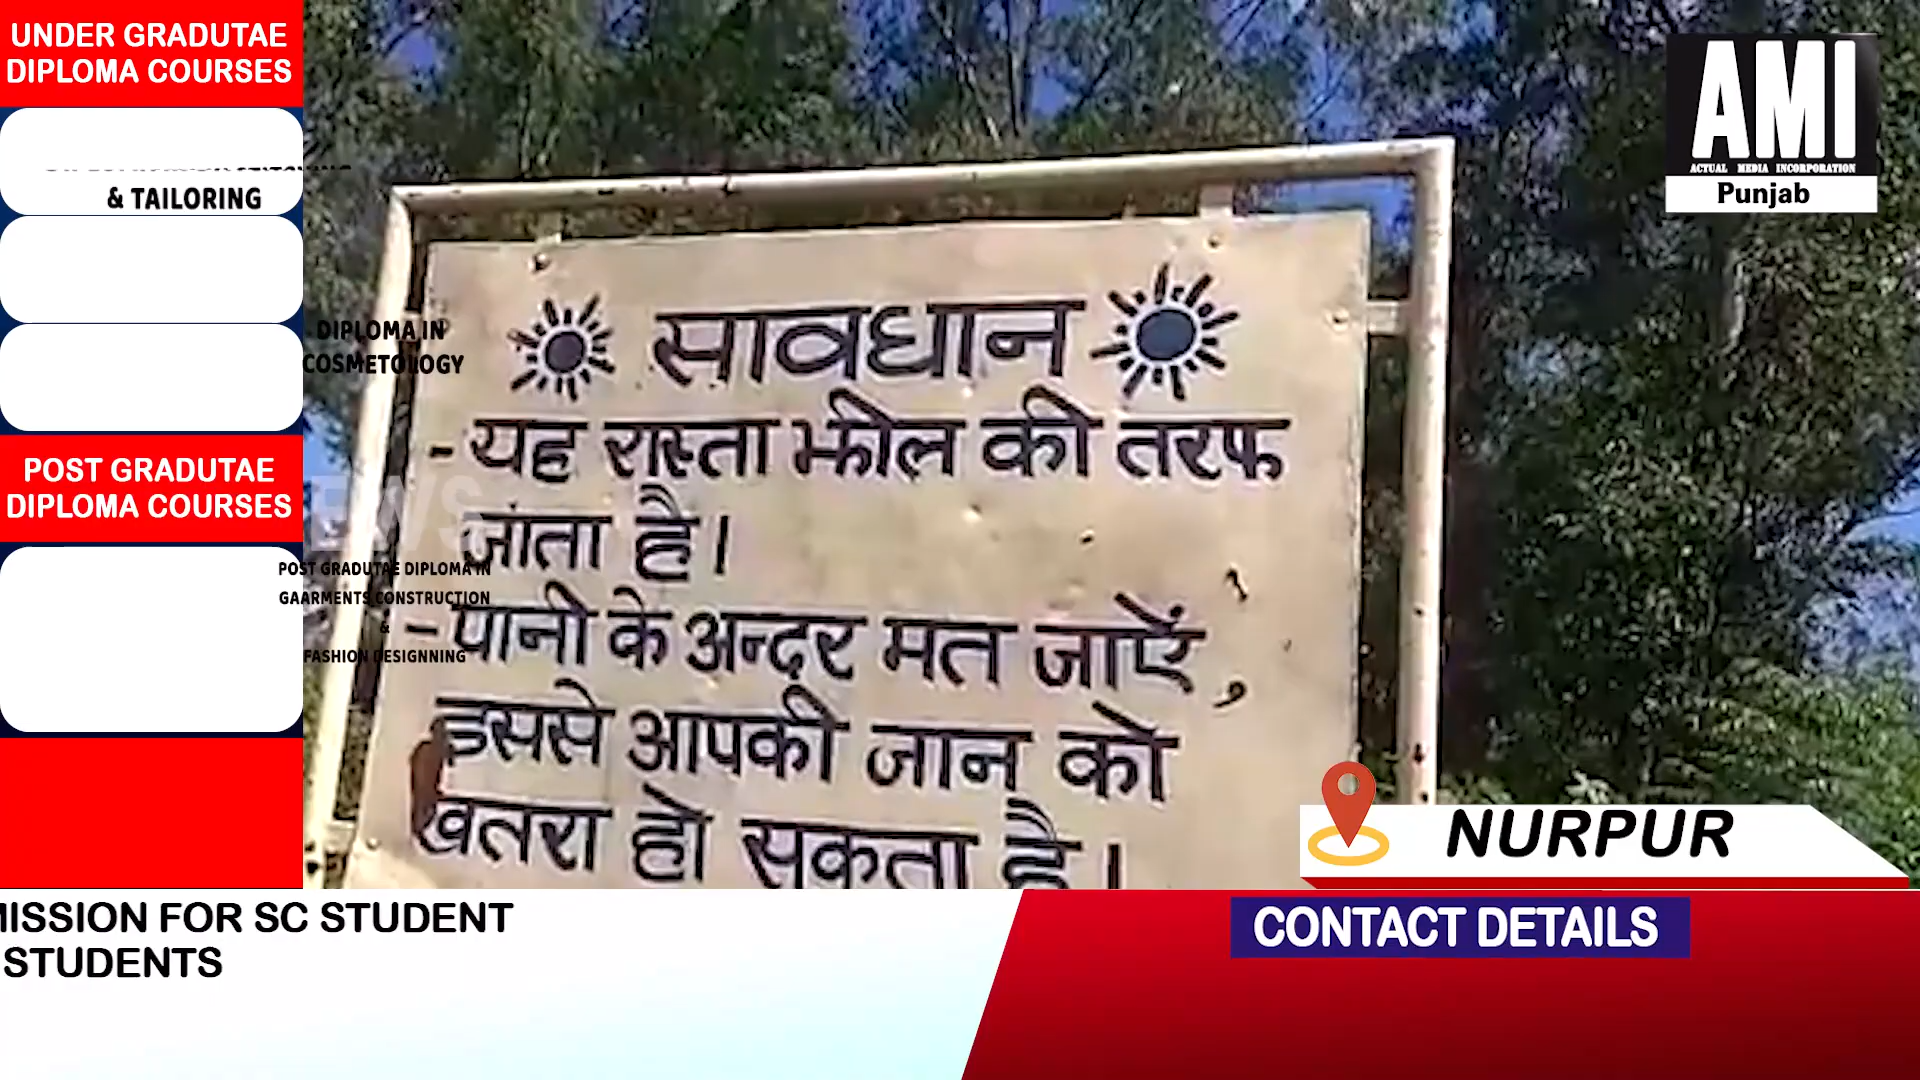 UNDER GRADUTAE
DIPLOMA COURSES
& TAILORING
DIPLOMA IN
COSMETOLOGY
POST GRADUTAE
DIPLOMA COURSES
POST GRADUTAE DIPLOMA IN
GAARMENTS CONSTRUCTION
&
FASHION DESIGNNING
AMI
ACTUAL MEDIA INCORPORATION
Punjab
सावधान
- यह रास्ता झील की तरफ
जाता है।
- पानी के अन्दर मत जाऐं,
इससे आपकी जान को
खतरा हो सकता है।
NURPUR
MISSION FOR SC STUDENT
STUDENTS
CONTACT DETAILS